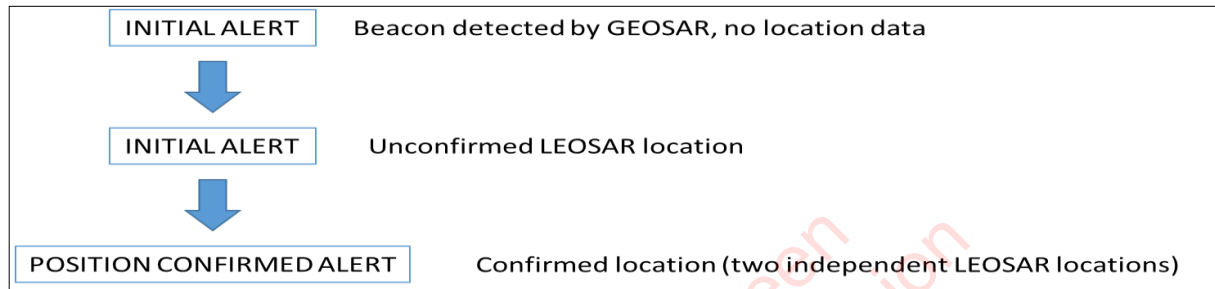 INITIAL ALERT Beacon detected by GEOSAR, no location data
INITIAL ALERT Unconfirmed LEOSAR location
POSITION CONFIRMED ALERT Confirmed location (two independent LEOSAR locations)